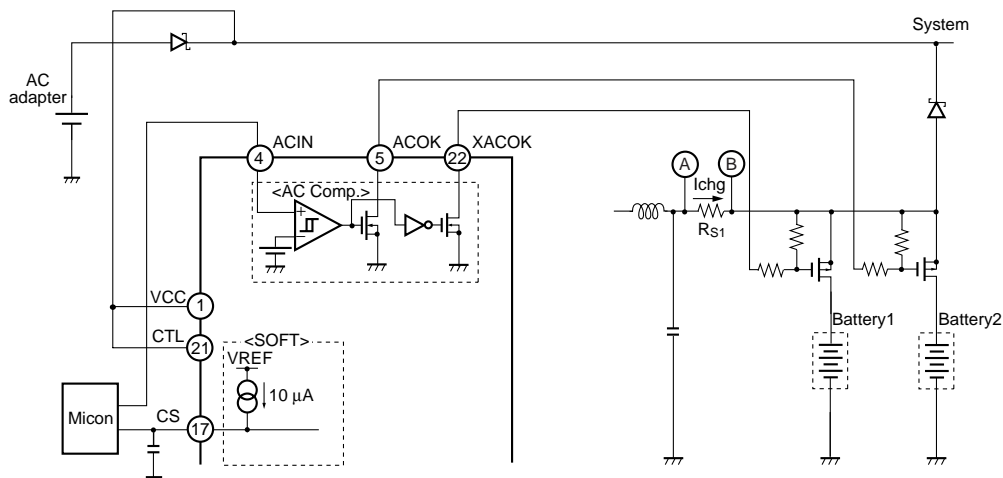 System
AC
adapter
ACIN
ACOK
XACOK
4
5
22
A
B
<AC Comp.>
+
−
Ichg
RS1
VCC
1
CTL
21
<SOFT>
VREF
10 μA
Battery1
Battery2
Micon
CS
17